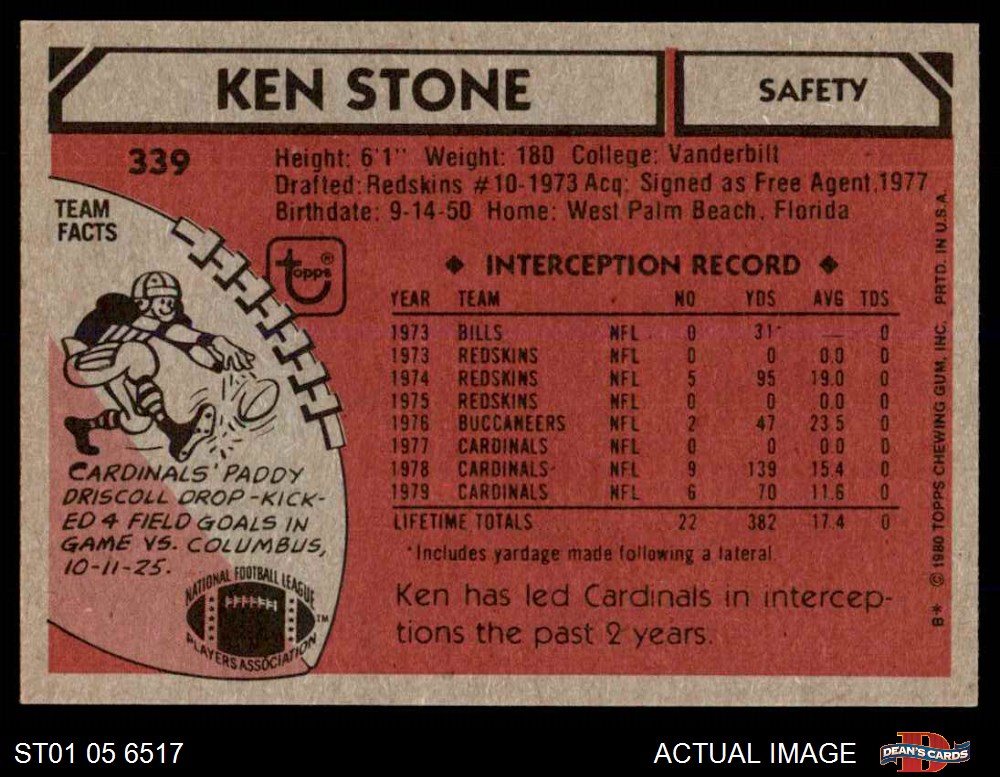 KEN STONE
SAFETY
339
Height: 6'1" Weight: 180 College: Vanderbilt
Drafted: Redskins #10-1973 Acq: Signed as Free Agent, 1977
Birthdate: 9-14-50 Home: West Palm Beach, Florida
TEAM
FACTS
topps®
◆ INTERCEPTION RECORD ◆
YEAR TEAM NO YDS AVG TDS
1973 BILLS NFL 0 31* — 0
1973 REDSKINS NFL 0 0 0.0 0
1974 REDSKINS NFL 5 95 19.0 0
1975 REDSKINS NFL 0 0 0.0 0
1976 BUCCANEERS NFL 2 47 23.5 0
1977 CARDINALS NFL 0 0 0.0 0
1978 CARDINALS NFL 9 139 15.4 0
1979 CARDINALS NFL 6 70 11.6 0
LIFETIME TOTALS 22 382 17.4 0
*Includes yardage made following a lateral.
Ken has led Cardinals in intercep-
tions the past 2 years.
CARDINALS' PADDY
DRISCOLL DROP-KICK-
ED 4 FIELD GOALS IN
GAME VS. COLUMBUS,
10-11-25.
NATIONAL FOOTBALL LEAGUE
PLAYERS ASSOCIATION
TM
B* © 1980 TOPPS CHEWING GUM, INC. PRTD. IN U.S.A.
ST01 05 6517
ACTUAL IMAGE
DEAN'S CARDS